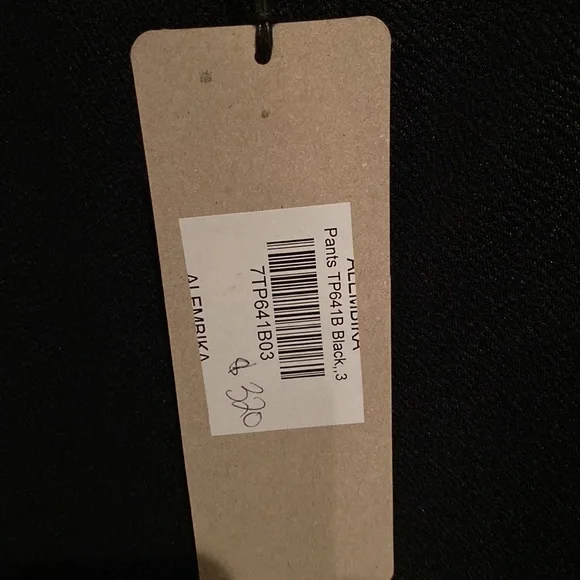 ALEMBIKA
Pants TP641B Black,,3
7TP641B03
$320
ALEMBIKA